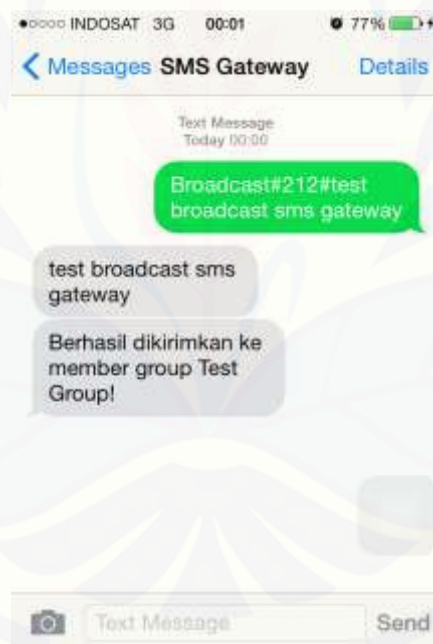 INDOSAT 3G 00:01 77%
Messages SMS Gateway Details
Text Message
Today 00:00
Broadcast#212#test
broadcast sms gateway
test broadcast sms
gateway
Berhasil dikirimkan ke
member group Test
Group!
Text Message Send